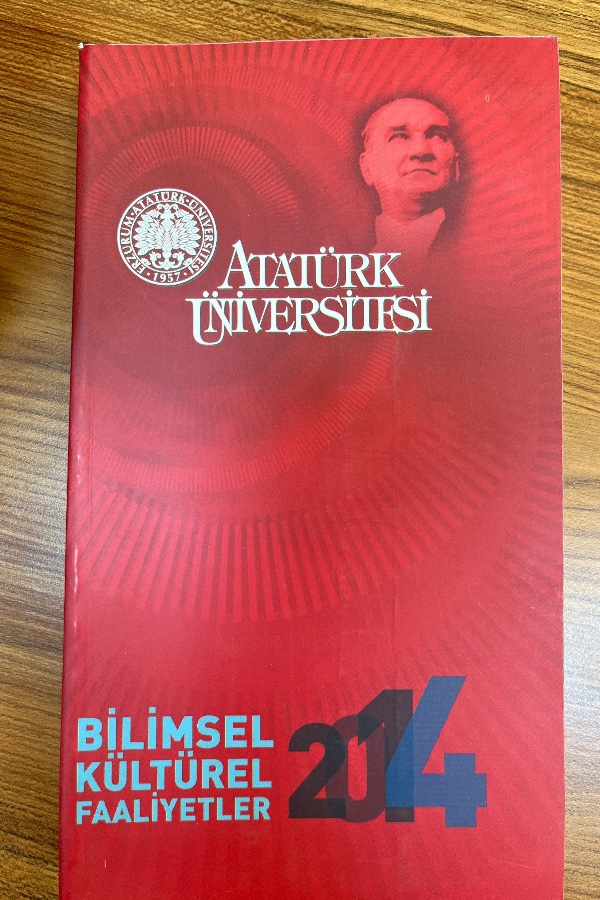 ERZURUM·ATATÜRK·ÜNİVERSİTESİ
·1957·
ATATÜRK
ÜNİVERSİTESİ
BİLİMSEL
KÜLTÜREL
FAALİYETLER
2014